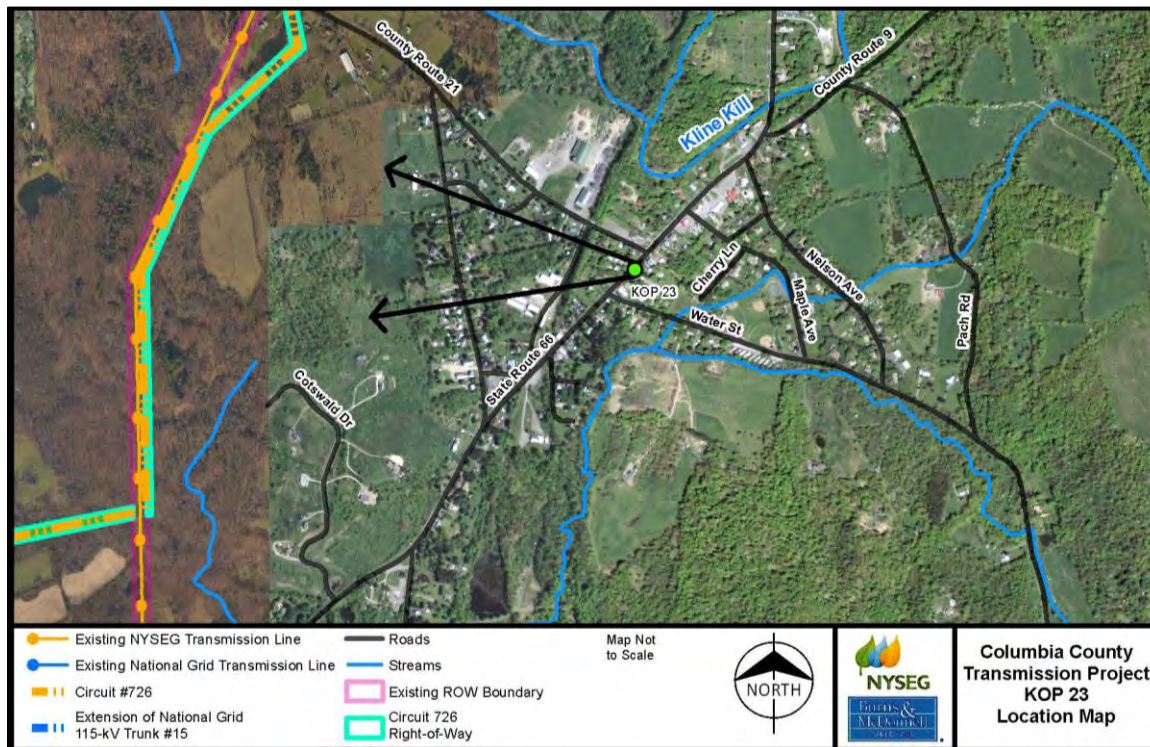 County Route 21
County Route 9
Kline Kill
KOP 23
Cherry Ln
Nelson Ave
Maple Ave
Water St
Pach Rd
State Route 66
Cotswald Dr
Existing NYSEG Transmission Line
Existing National Grid Transmission Line
Circuit #726
Extension of National Grid
115-kV Trunk #15
Roads
Streams
Existing ROW Boundary
Circuit 726
Right-of-Way
Map Not
to Scale
NORTH
NYSEG
Burns &
McDonnell
Columbia County
Transmission Project
KOP 23
Location Map